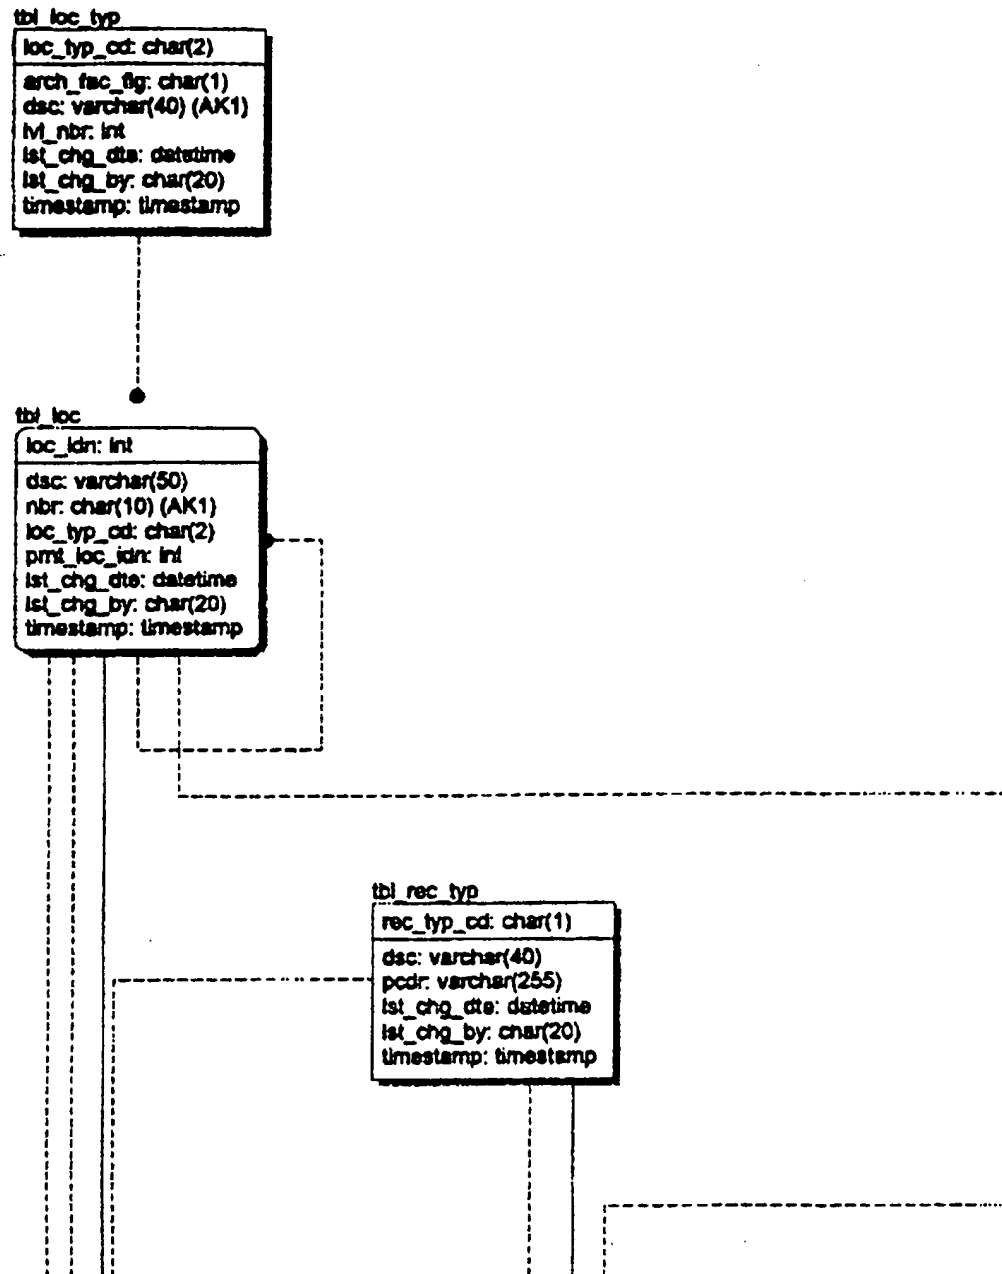 tbl_loc_typ
loc_typ_cd: char(2)
arch_fac_flg: char(1)
dsc: varchar(40) (AK1)
lvl_nbr: int
lst_chg_dte: datetime
lst_chg_by: char(20)
timestamp: timestamp
tbl_loc
loc_idn: int
dsc: varchar(50)
nbr: char(10) (AK1)
loc_typ_cd: char(2)
prnt_loc_idn: int
lst_chg_dte: datetime
lst_chg_by: char(20)
timestamp: timestamp
tbl_rec_typ
rec_typ_cd: char(1)
dsc: varchar(40)
pcdr: varchar(255)
lst_chg_dte: datetime
lst_chg_by: char(20)
timestamp: timestamp